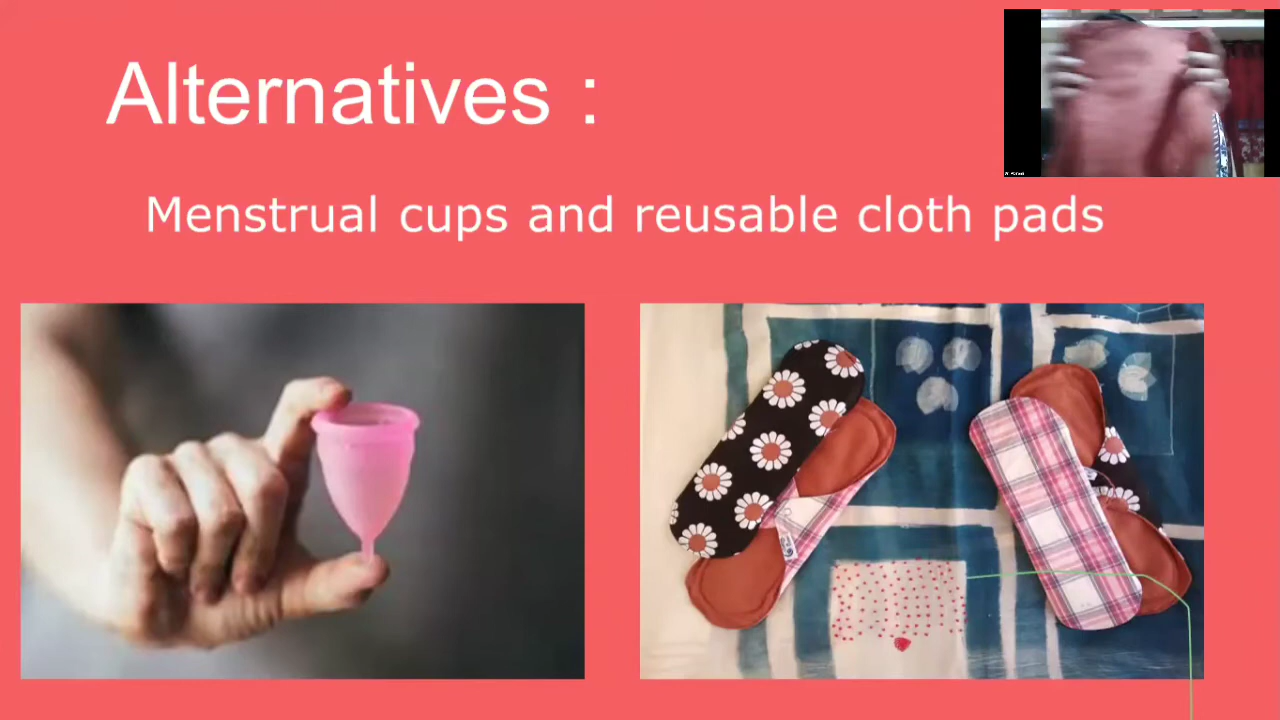 Alternatives :
Menstrual cups and reusable cloth pads